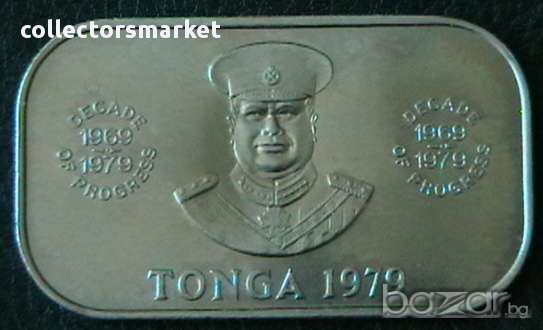 collectorsmarket
DECADE
1969
1979
OF PROGRESS
DECADE
1969
1979
OF PROGRESS
TONGA 1979
bazar.bg